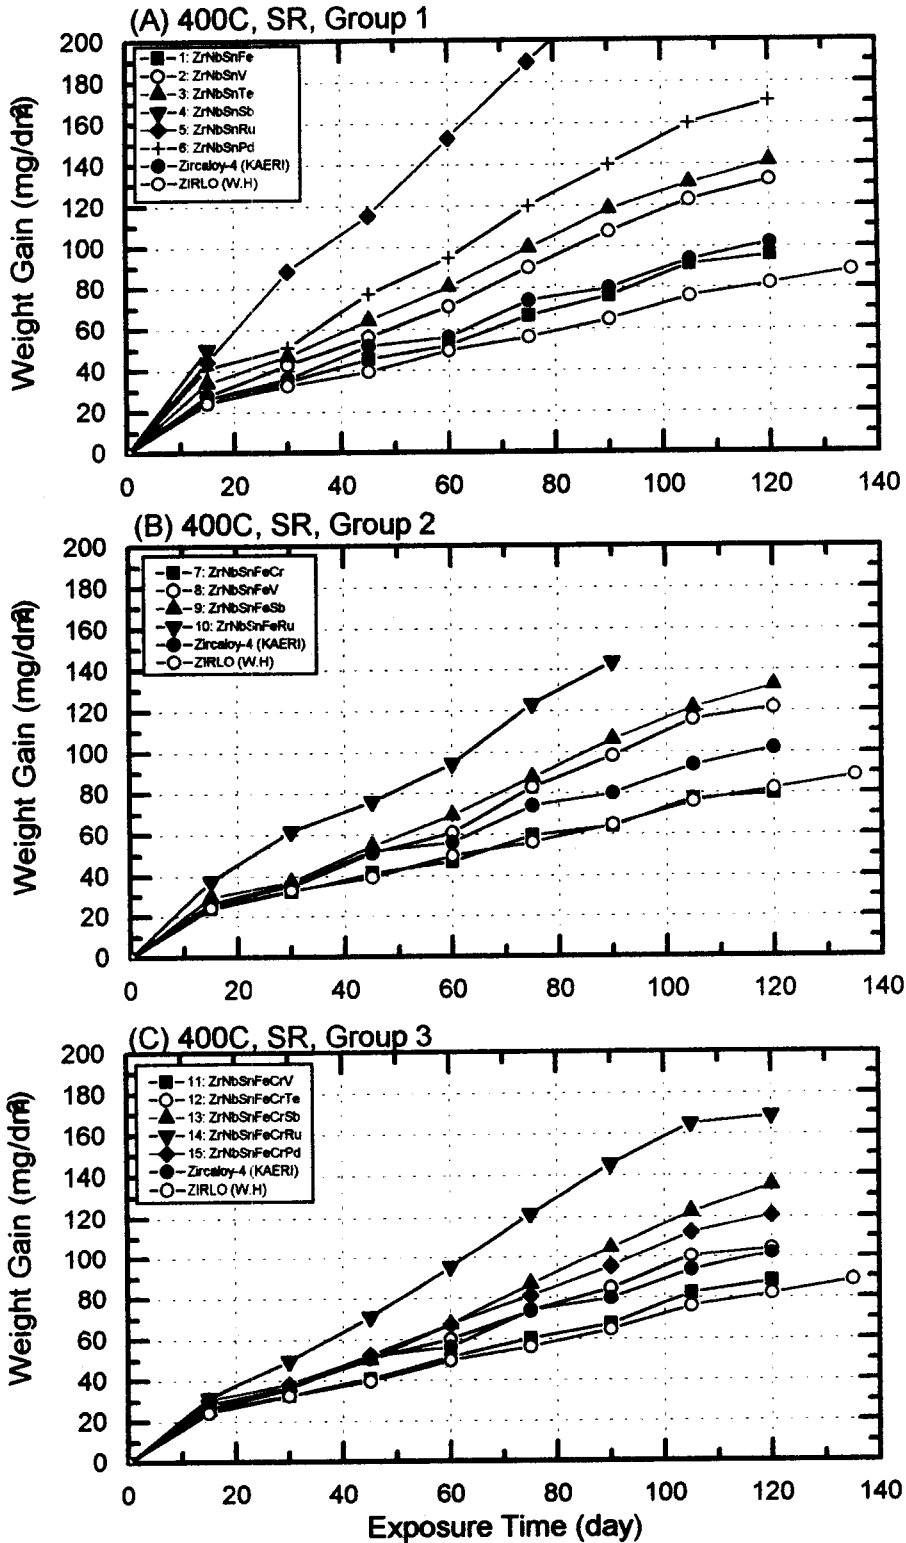 (A) 400C, SR, Group 1
Weight Gain (mg/dm2)
200
180
160
140
120
100
80
60
40
20
0
1: ZrNbSnFe
2: ZrNbSnV
3: ZrNbSnTe
4: ZrNbSnSb
5: ZrNbSnRu
6: ZrNbSnPd
Zircaloy-4 (KAERI)
ZIRLO (W.H)
0 20 40 60 80 100 120 140
(B) 400C, SR, Group 2
Weight Gain (mg/dm2)
200
180
160
140
120
100
80
60
40
20
0
7: ZrNbSnFeCr
8: ZrNbSnFeV
9: ZrNbSnFeSb
10: ZrNbSnFeRu
Zircaloy-4 (KAERI)
ZIRLO (W.H)
0 20 40 60 80 100 120 140
(C) 400C, SR, Group 3
Weight Gain (mg/dm2)
200
180
160
140
120
100
80
60
40
20
0
11: ZrNbSnFeCrV
12: ZrNbSnFeCrTe
13: ZrNbSnFeCrSb
14: ZrNbSnFeCrRu
15: ZrNbSnFeCrPd
Zircaloy-4 (KAERI)
ZIRLO (W.H)
0 20 40 60 80 100 120 140
Exposure Time (day)